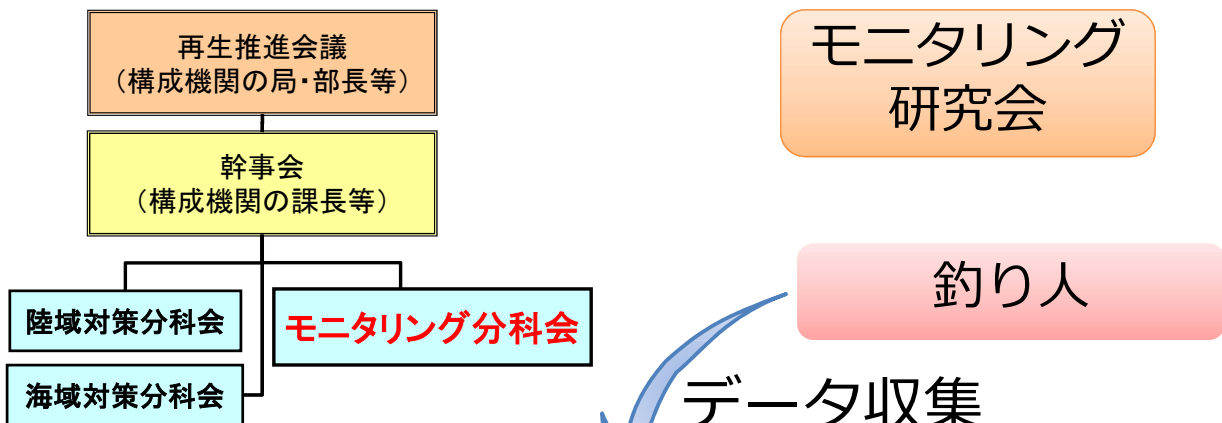 再生推進会議
（構成機関の局・部長等）
幹事会
（構成機関の課長等）
陸域対策分科会
モニタリング分科会
海域対策分科会
モニタリング
研究会
釣り人
データ収集